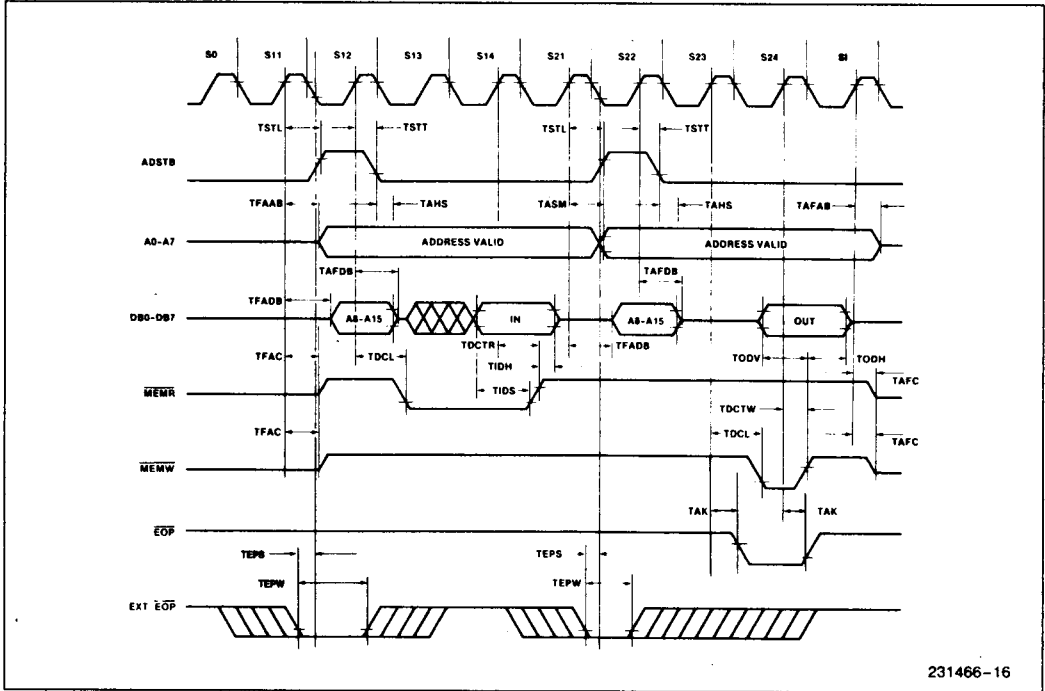 S0 S11 S12 S13 S14 S21 S22 S23 S24 SI
TSTL TSTT TSTL TSTT
ADSTB
TFAAB TAHS TASM TAHS TAFAB
A0-A7 ADDRESS VALID ADDRESS VALID
TAFDB TAFDB
TFADB
DB0-DB7 A8-A15 IN A8-A15 OUT
TDCTR TFADB TODV TODH
TFAC TDCL TIDH
TIDS TAFC
MEMR
TDCTW
TFAC TDCL TAFC
MEMW
TAK TAK
EOP
TEPS TEPS
TEPW TEPW
EXT EOP
231466-16